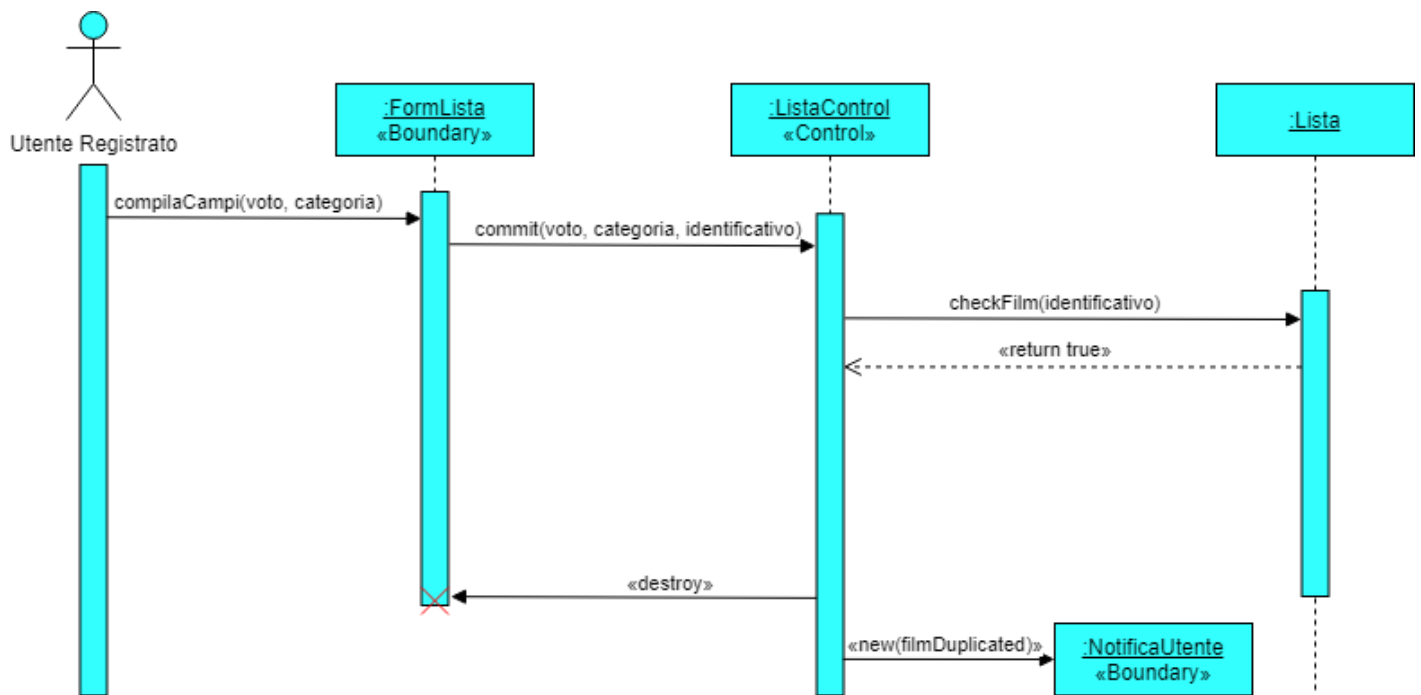 :FormLista
«Boundary»
:ListaControl
«Control»
:Lista
Utente Registrato
compilaCampi(voto, categoria)
commit(voto, categoria, identificativo)
checkFilm(identificativo)
«return true»
«destroy»
«new(filmDuplicated)»
:NotificaUtente
«Boundary»